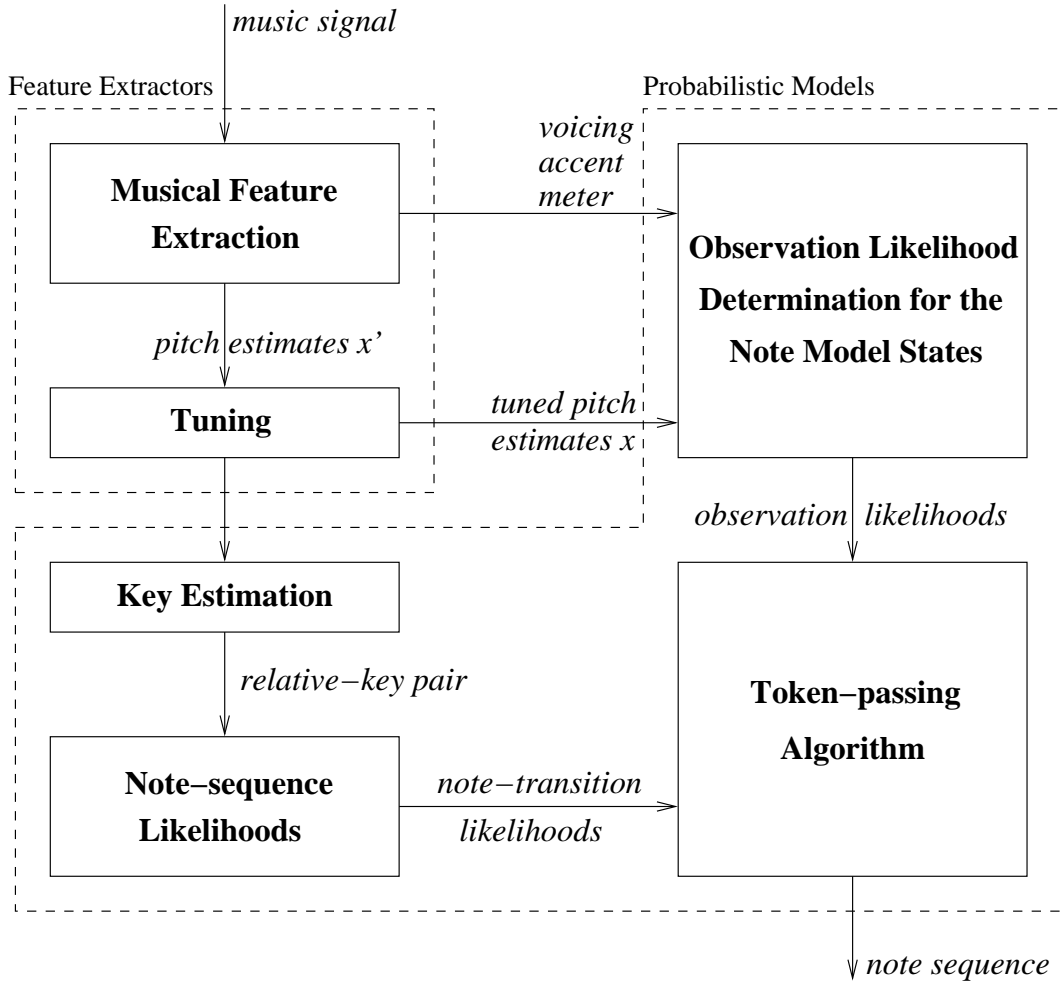 music signal
Feature Extractors
Probabilistic Models
Musical Feature
Extraction
voicing
accent
meter
Observation Likelihood
Determination for the
Note Model States
pitch estimates x’
Tuning
tuned pitch
estimates x
observation likelihoods
Key Estimation
relative−key pair
Token−passing
Algorithm
Note−sequence
Likelihoods
note−transition
likelihoods
note sequence